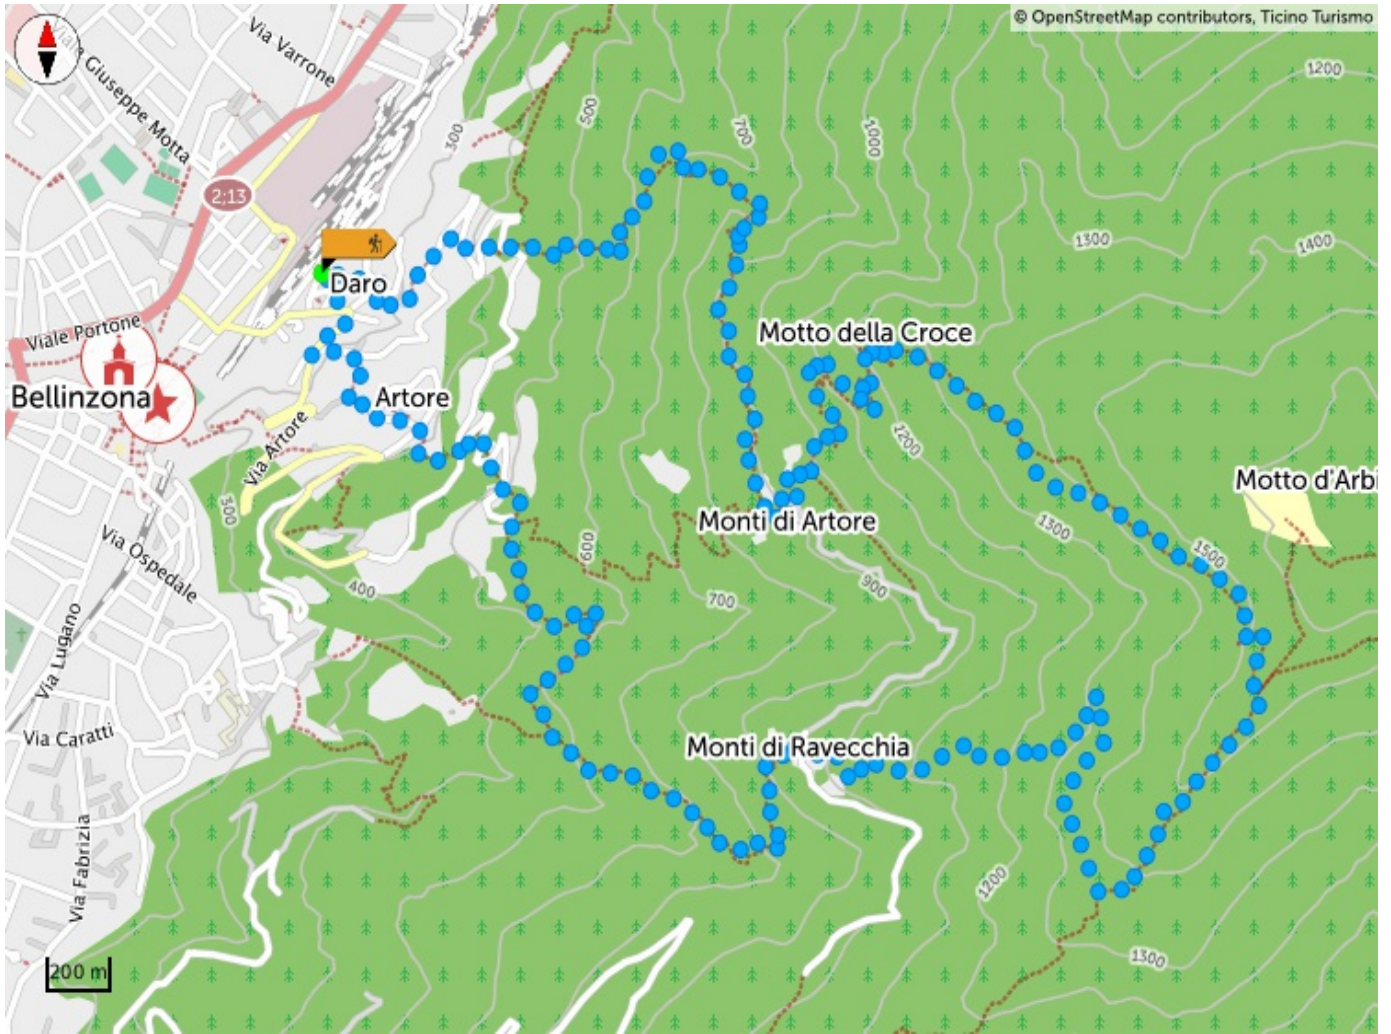 © OpenStreetMap contributors, Ticino Turismo
Viale Giuseppe Motta
Via Varrone
1200
500
300
700
1000
2;13
1300
1400
Daro
Viale Portone
Motto della Croce
Bellinzona
Artore
Via Artore
1200
Motto d'Arbi
300
Monti di Artore
1300
1500
Via Ospedale
600
400
700
900
Via Lugano
Via Caratti
Monti di Ravecchia
Via Fabrizia
1200
1300
200 m